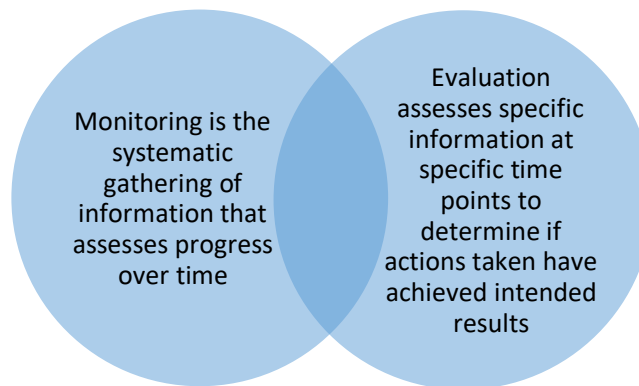 Monitoring is the
systematic
gathering of
information that
assesses progress
over time
Evaluation
assesses specific
information at
specific time
points to
determine if
actions taken have
achieved intended
results